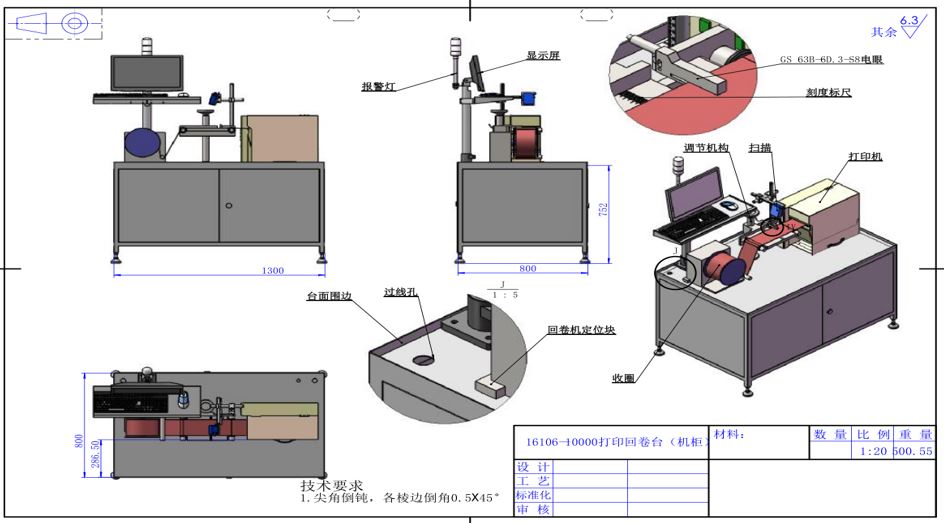 其余 6.3
显示屏
报警灯
GS 63B-6D.3-S8电眼
刻度标尺
调节机构
扫描
打印机
752
1300
800
J
J
1 : 5
台面围边
过线孔
回卷机定位块
收圈
800
286.50
技术要求
1.尖角倒钝，各棱边倒角0.5X45°
16106-10000打印回卷台（机柜）
材料：
数 量
比 例
重 量
1:20
500.55
设 计
工 艺
标准化
审 核